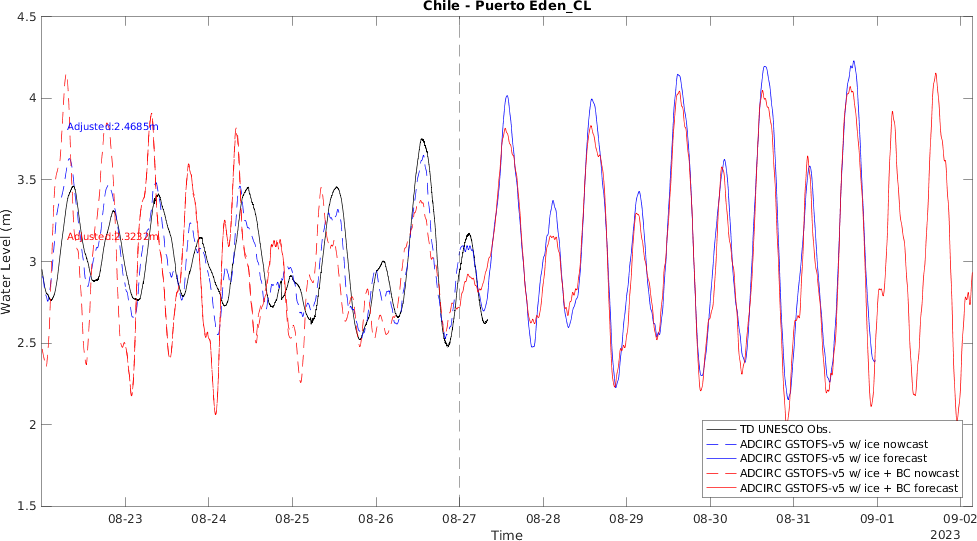 Chile - Puerto Eden_CL
4.5
4
3.5
3
2.5
2
1.5
Water Level (m)
Adjusted:2.4685m
Adjusted:2.3232m
TD UNESCO Obs.
ADCIRC GSTOFS-v5 w/ ice nowcast
ADCIRC GSTOFS-v5 w/ ice forecast
ADCIRC GSTOFS-v5 w/ ice + BC nowcast
ADCIRC GSTOFS-v5 w/ ice + BC forecast
08-23 08-24 08-25 08-26 08-27 08-28 08-29 08-30 08-31 09-01 09-02
Time
2023